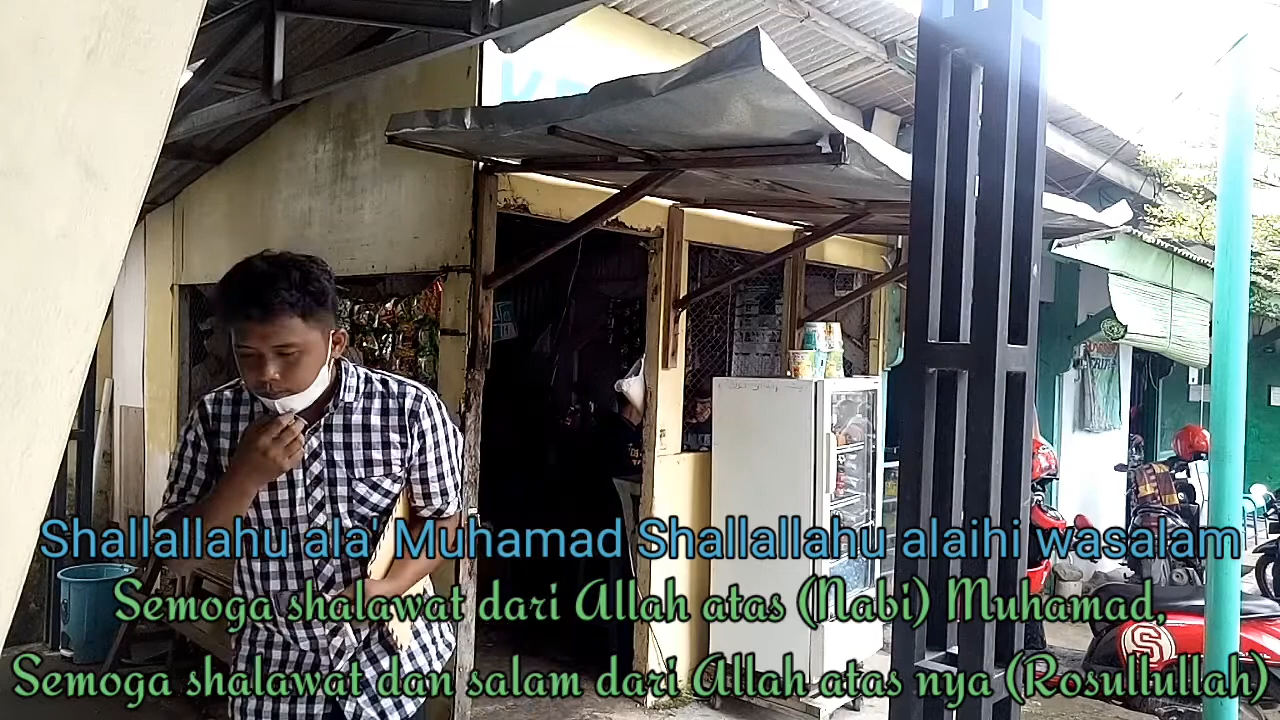 Shallallahu ala' Muhamad Shallallahu alaihi wasalam
Semoga shalawat dari Allah atas (Nabi) Muhamad,
Semoga shalawat dan salam dari Allah atas nya (Rosullullah)